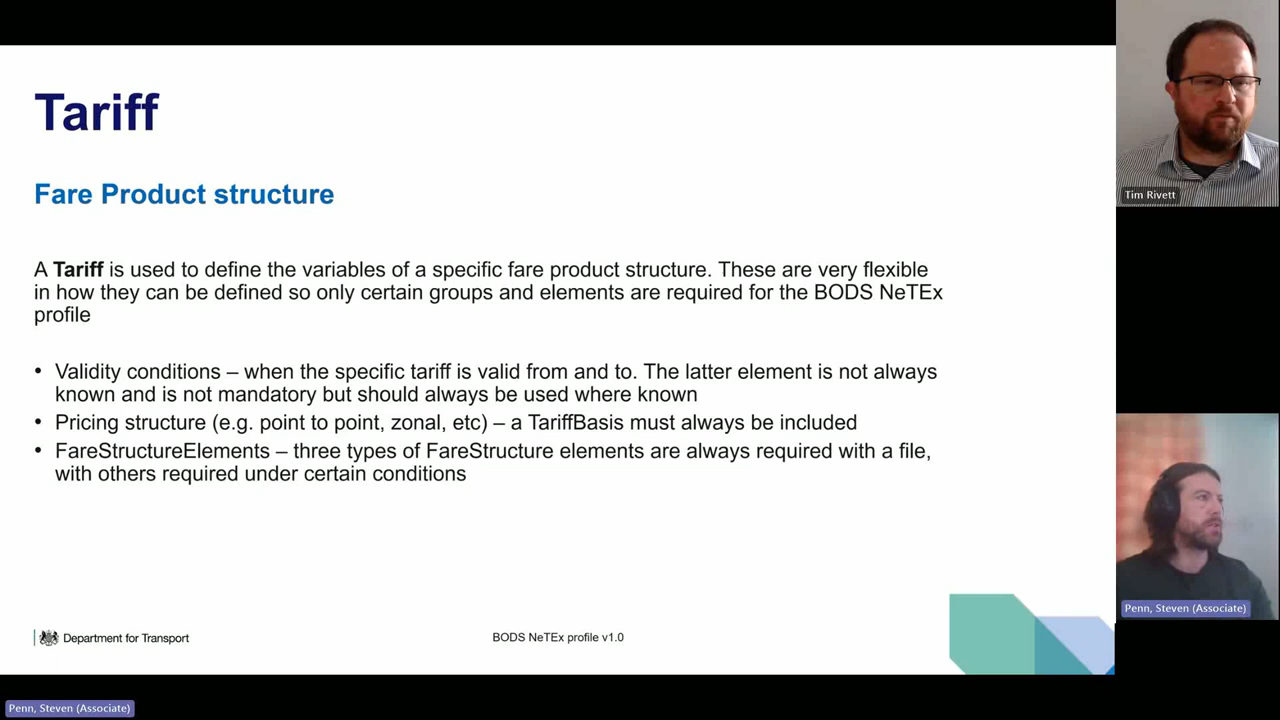 Tariff
Fare Product structure
A Tariff is used to define the variables of a specific fare product structure. These are very flexible
in how they can be defined so only certain groups and elements are required for the BODS NeTEx
profile
• Validity conditions – when the specific tariff is valid from and to. The latter element is not always
known and is not mandatory but should always be used where known
• Pricing structure (e.g. point to point, zonal, etc) – a TariffBasis must always be included
• FareStructureElements – three types of FareStructure elements are always required with a file,
with others required under certain conditions
Department for Transport
BODS NeTEx profile v1.0
Tim Rivett
Penn, Steven (Associate)
Penn, Steven (Associate)